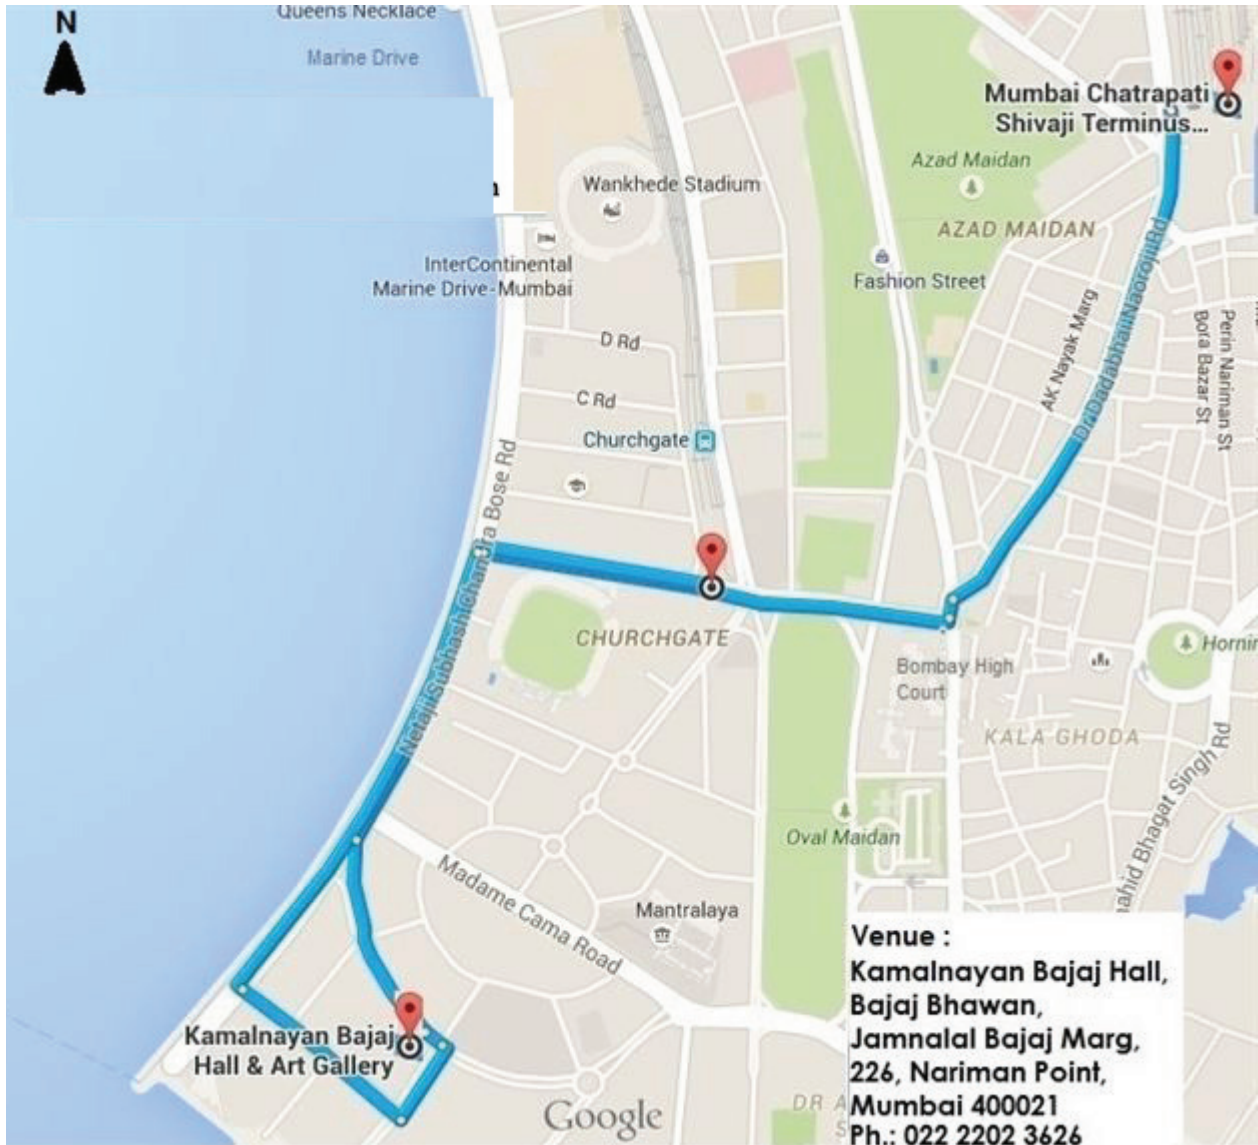 N
Queens Necklace
Marine Drive
Mumbai Chatrapati
Shivaji Terminus...
Azad Maidan
Wankhede Stadium
AZAD MAIDAN
InterContinental
Marine Drive-Mumbai
Fashion Street
Dr.Dadabhai Naoroji Rd
AK Nayak Marg
Perin Nariman St
Bora Bazar St
D Rd
C Rd
Churchgate
Netaji Subhash Chandra Bose Rd
CHURCHGATE
Bombay High
Court
Hornin
KALA GHODA
ahid Bhagat Singh Rd
Oval Maidan
Madame Cama Road
Mantralaya
Kamalnayan Bajaj
Hall & Art Gallery
Google
DR A
Venue :
Kamalnayan Bajaj Hall,
Bajaj Bhawan,
Jamnalal Bajaj Marg,
226, Nariman Point,
Mumbai 400021
Ph.: 022 2202 3626